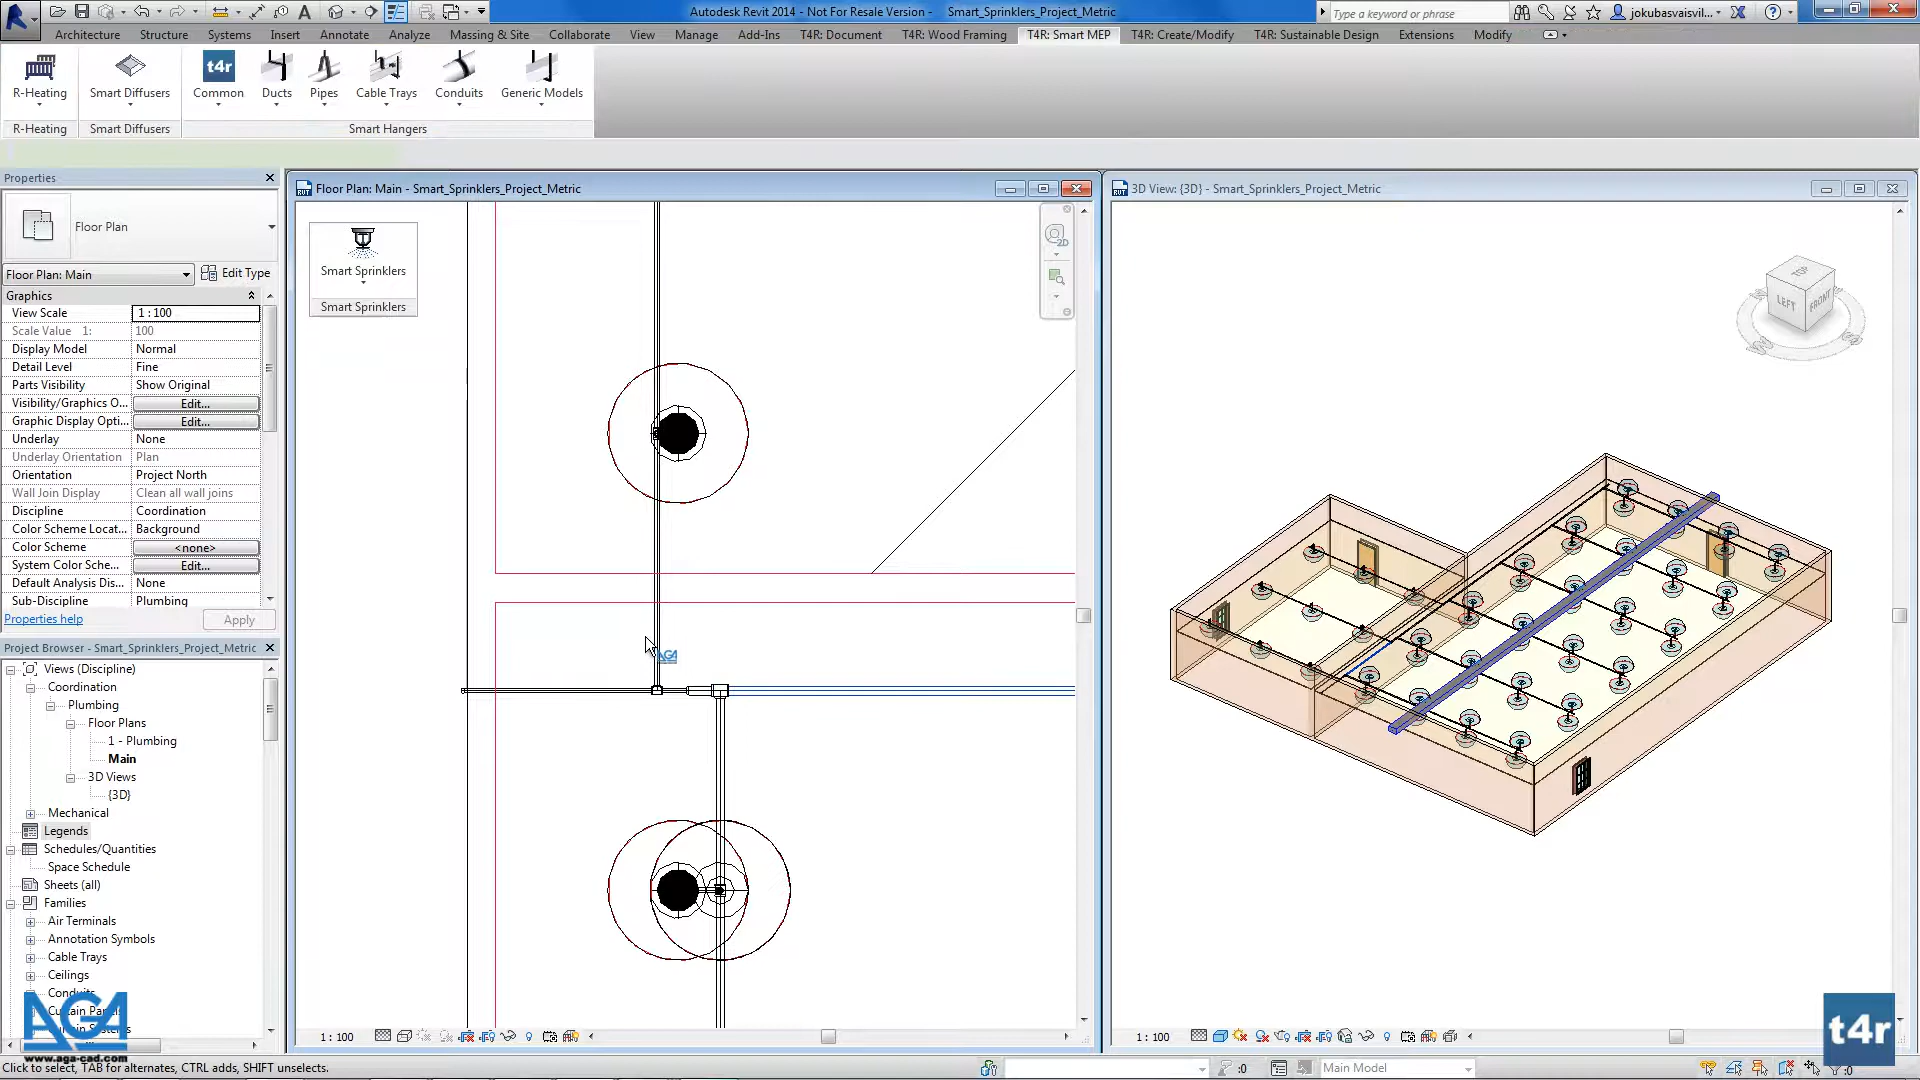 Autodesk Revit 2014 - Not For Resale Version - Smart_Sprinklers_Project_Metric
Type a keyword or phrase
jokubasvaisvil...
Architecture Structure Systems Insert Annotate Analyze Massing & Site Collaborate View Manage Add-Ins T4R: Document T4R: Wood Framing T4R: Smart MEP T4R: Create/Modify T4R: Sustainable Design Extensions Modify
t4r
R-Heating Smart Diffusers Common Ducts Pipes Cable Trays Conduits Generic Models
R-Heating Smart Diffusers Smart Hangers
Properties
Floor Plan
Floor Plan: Main Edit Type
Graphics
View Scale 1 : 100
Scale Value 1: 100
Display Model Normal
Detail Level Fine
Parts Visibility Show Original
Visibility/Graphics O... Edit...
Graphic Display Opti... Edit...
Underlay None
Underlay Orientation Plan
Orientation Project North
Wall Join Display Clean all wall joins
Discipline Coordination
Color Scheme Locat... Background
Color Scheme <none>
System Color Sche... Edit...
Default Analysis Dis... None
Sub-Discipline Plumbing
Properties help Apply
Project Browser - Smart_Sprinklers_Project_Metric
Views (Discipline)
Coordination
Plumbing
Floor Plans
1 - Plumbing
Main
3D Views
{3D}
Mechanical
Legends
Schedules/Quantities
Space Schedule
Sheets (all)
Families
Air Terminals
Annotation Symbols
Cable Trays
Ceilings
Conduits
AGA
www.aga-cad.com
Floor Plan: Main - Smart_Sprinklers_Project_Metric
Smart Sprinklers
Smart Sprinklers
2D
AGA
1 : 100
3D View: {3D} - Smart_Sprinklers_Project_Metric
TOP
LEFT
FRONT
1 : 100
t4r
Click to select, TAB for alternates, CTRL adds, SHIFT unselects.
:0
Main Model
:0